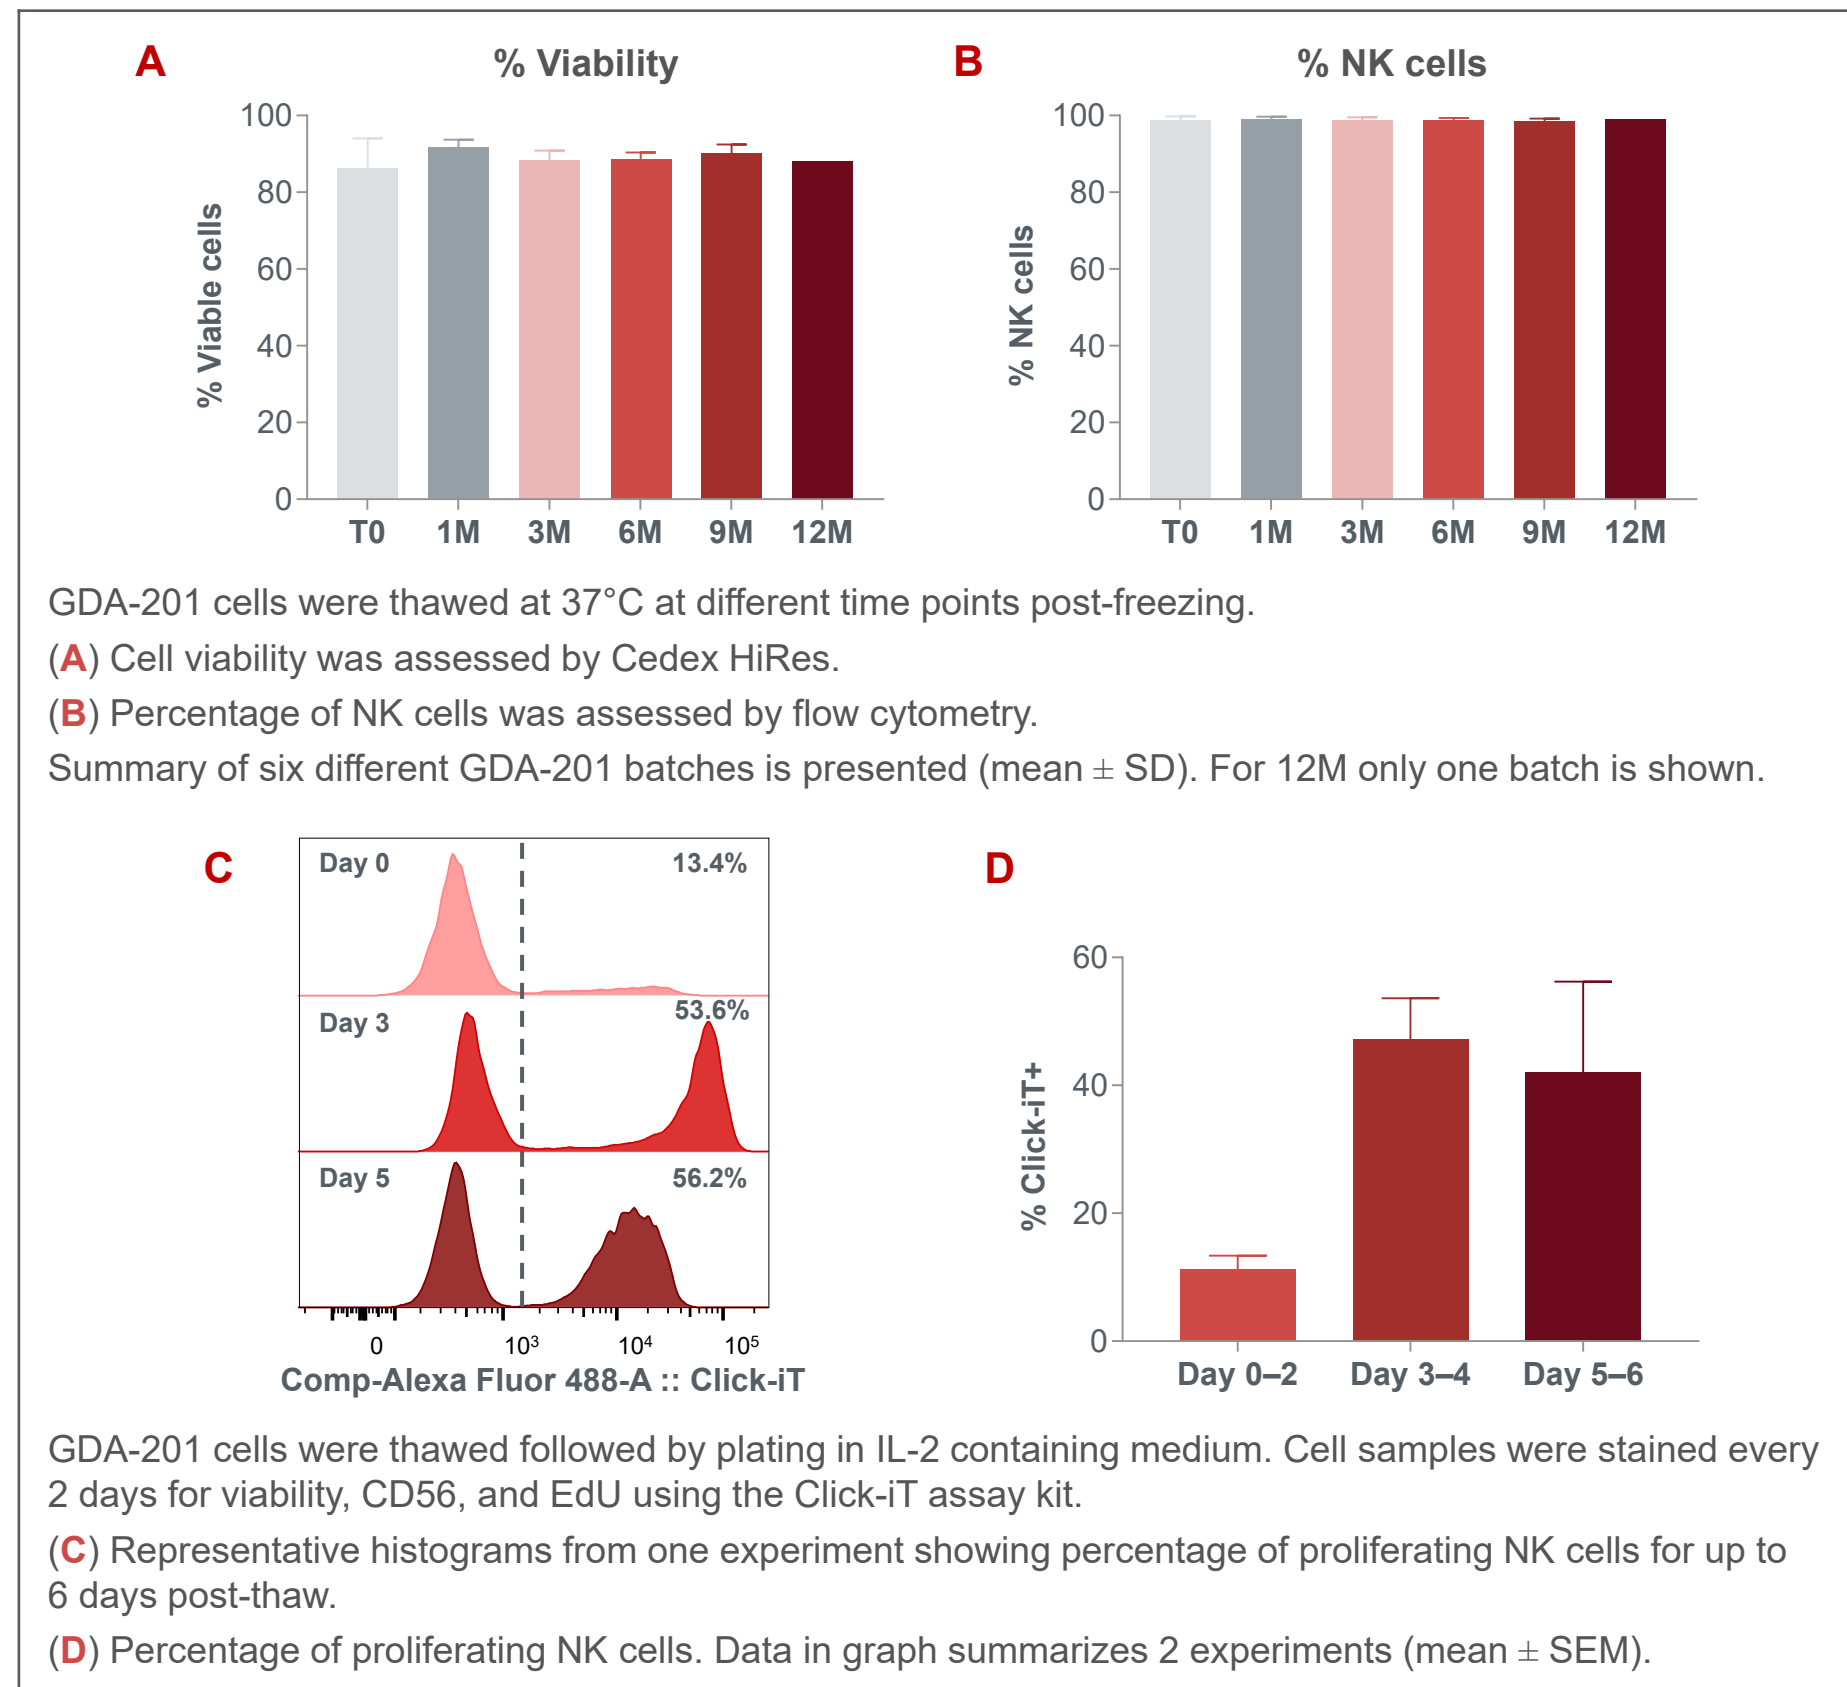 A
% Viability
% Viable cells
100
80
60
40
20
0
T0 1M 3M 6M 9M 12M
B
% NK cells
% NK cells
100
80
60
40
20
0
T0 1M 3M 6M 9M 12M
GDA-201 cells were thawed at 37°C at different time points post-freezing.
(A) Cell viability was assessed by Cedex HiRes.
(B) Percentage of NK cells was assessed by flow cytometry.
Summary of six different GDA-201 batches is presented (mean ± SD). For 12M only one batch is shown.
C
Day 0 13.4%
Day 3 53.6%
Day 5 56.2%
0 10³ 10⁴ 10⁵
Comp-Alexa Fluor 488-A :: Click-iT
D
% Click-iT+
60
40
20
0
Day 0–2 Day 3–4 Day 5–6
GDA-201 cells were thawed followed by plating in IL-2 containing medium. Cell samples were stained every
2 days for viability, CD56, and EdU using the Click-iT assay kit.
(C) Representative histograms from one experiment showing percentage of proliferating NK cells for up to
6 days post-thaw.
(D) Percentage of proliferating NK cells. Data in graph summarizes 2 experiments (mean ± SEM).